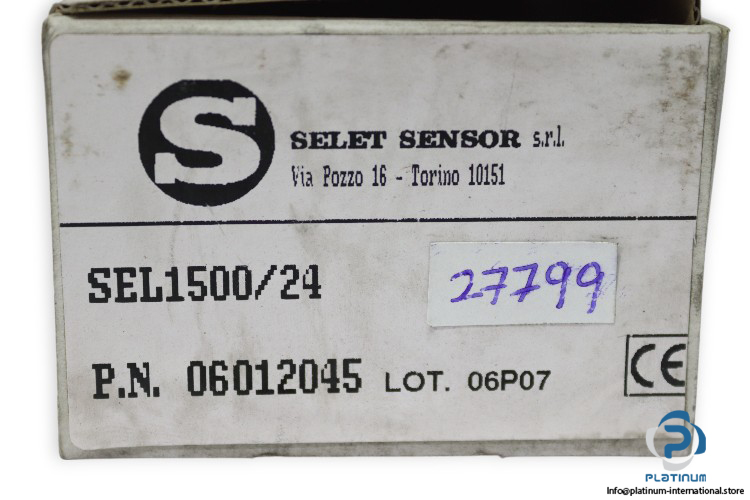 S
SELET SENSOR s.r.l.
Via Pozzo 16 - Torino 10151
SEL1500/24
27799
P.N. 06012045 LOT. 06P07
CE
PLATINUM
Info@platinum-international.store